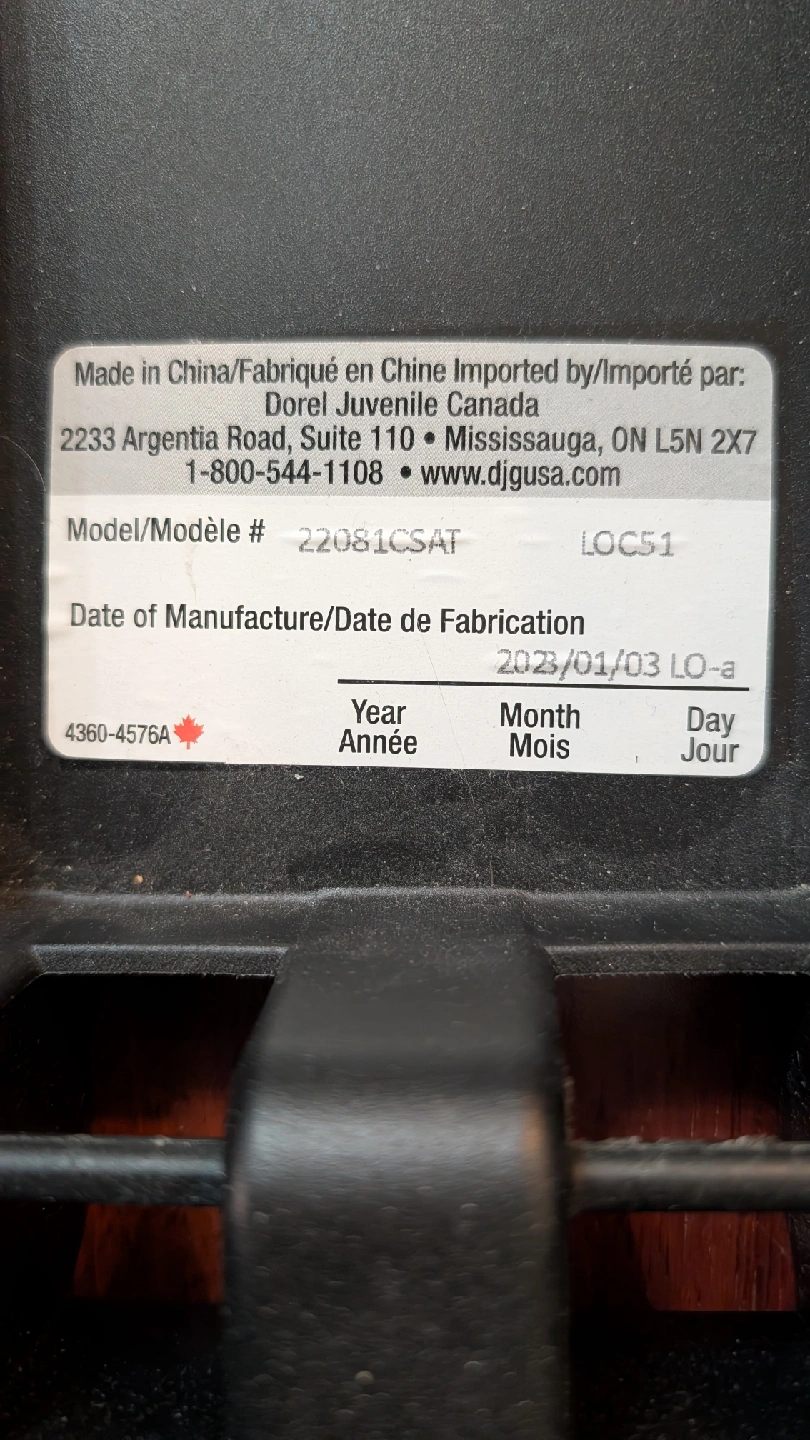 Made in China/Fabriqué en Chine Imported by/Importé par:
Dorel Juvenile Canada
2233 Argentia Road, Suite 110 • Mississauga, ON L5N 2X7
1-800-544-1108 • www.djgusa.com
Model/Modèle # 22081CSAT LOC51
Date of Manufacture/Date de Fabrication
2023/01/03 LO-a
Year Month Day
Année Mois Jour
4360-4576A